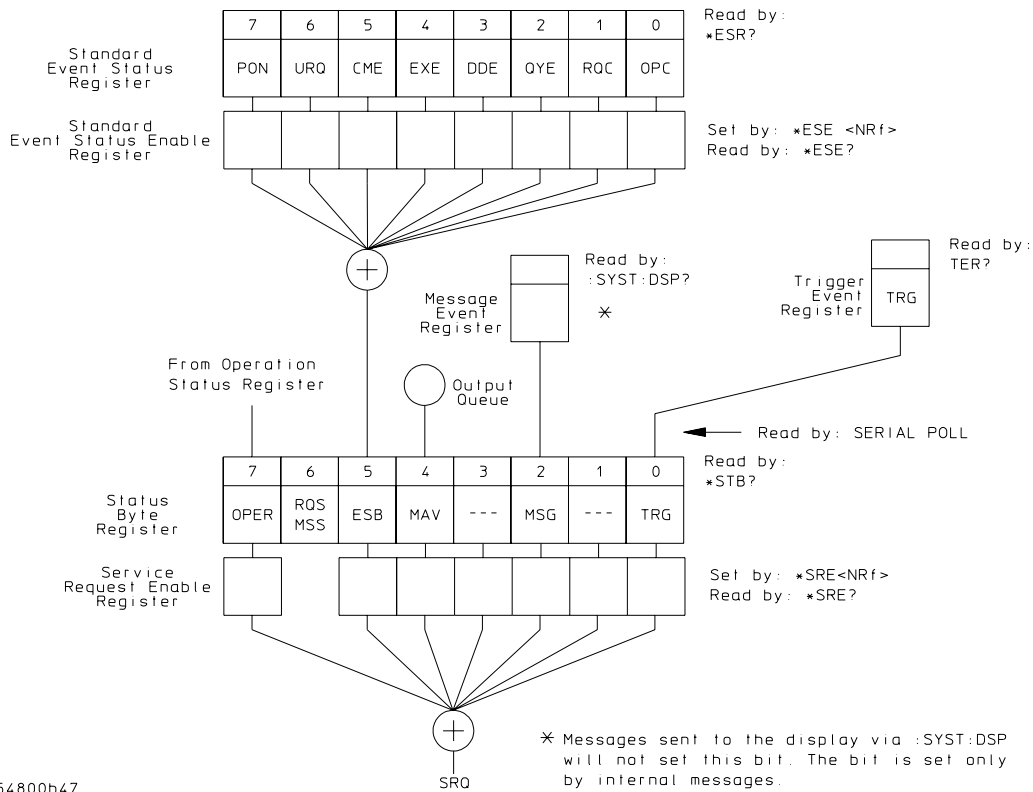 7 6 5 4 3 2 1 0
Read by:
*ESR?
Standard
Event Status
Register
PON URQ CME EXE DDE QYE RQC OPC
Standard
Event Status Enable
Register
Set by: *ESE <NRf>
Read by: *ESE?
Read by:
:SYST:DSP?
Message
Event
Register
*
Read by:
TER?
Trigger
Event
Register
TRG
From Operation
Status Register
Output
Queue
Read by: SERIAL POLL
7 6 5 4 3 2 1 0
Read by:
*STB?
Status
Byte
Register
OPER RQS MSS ESB MAV --- MSG --- TRG
Service
Request Enable
Register
Set by: *SRE<NRf>
Read by: *SRE?
+
+
SRQ
* Messages sent to the display via :SYST:DSP
will not set this bit. The bit is set only
by internal messages.
54800b47